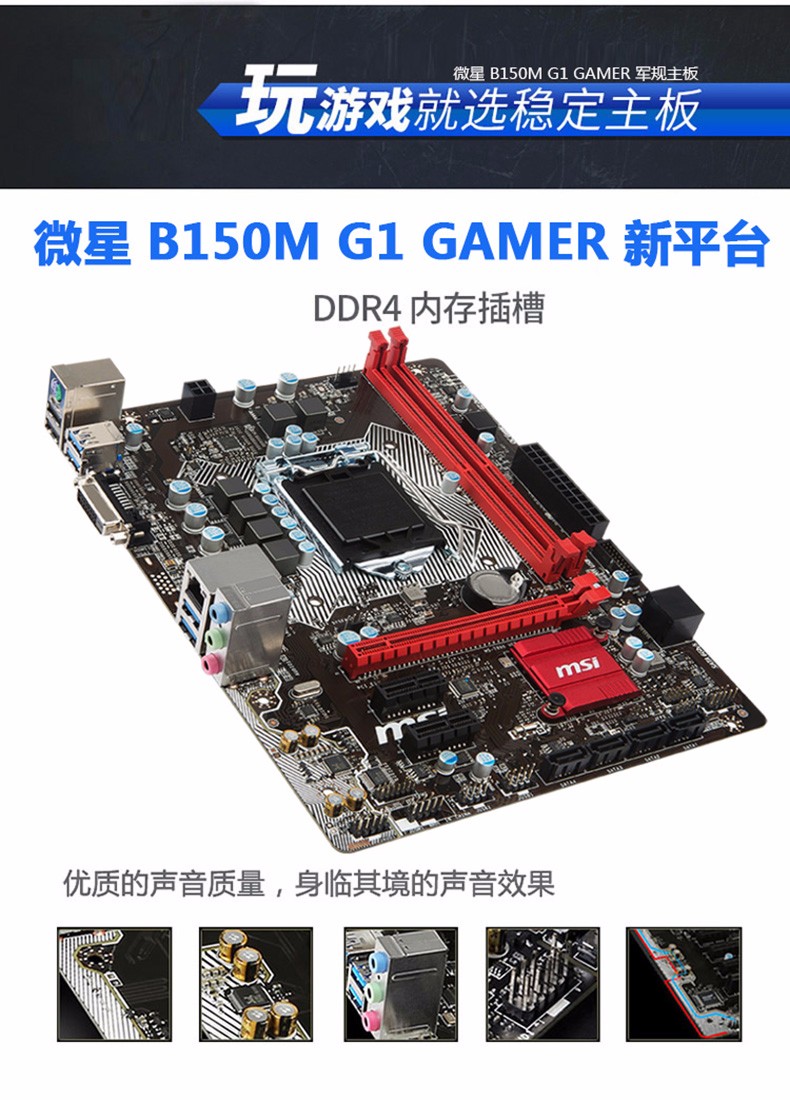 微星 B150M G1 GAMER 军规主板
玩游戏就选稳定主板
微星 B150M G1 GAMER 新平台
DDR4 内存插槽
msi
msi
优质的声音质量，身临其境的声音效果